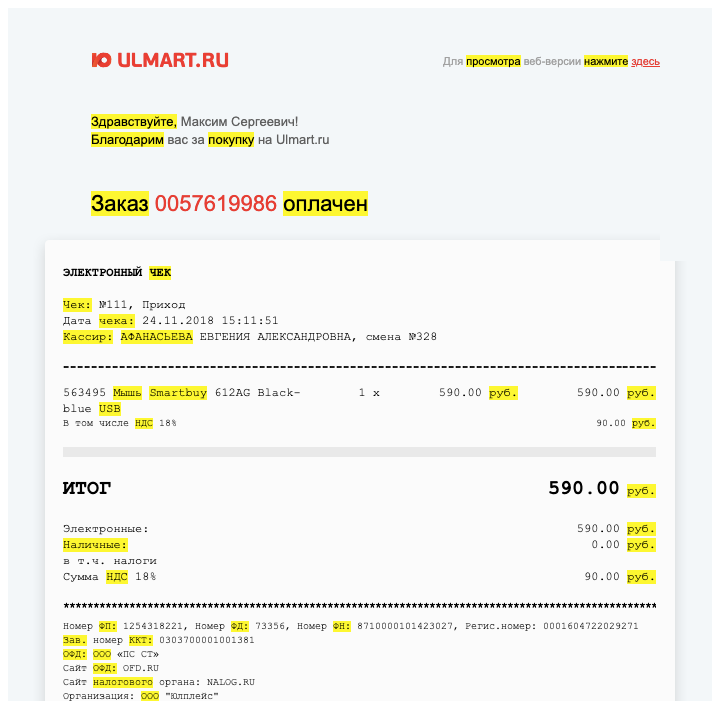 ULMART.RU
Для просмотра веб-версии нажмите здесь
Здравствуйте, Максим Сергеевич!
Благодарим вас за покупку на Ulmart.ru
Заказ 0057619986 оплачен
ЭЛЕКТРОННЫЙ ЧЕК
Чек: №111, Приход
Дата чека: 24.11.2018 15:11:51
Кассир: АФАНАСЬЕВА ЕВГЕНИЯ АЛЕКСАНДРОВНА, смена №328
563495 Мышь Smartbuy 612AG Black- 1 x 590.00 руб. 590.00 руб.
blue USB
В том числе НДС 18% 90.00 руб.
ИТОГ 590.00 руб.
Электронные: 590.00 руб.
Наличные: 0.00 руб.
в т.ч. налоги
Сумма НДС 18% 90.00 руб.
Номер ФП: 1254318221, Номер ФД: 73356, Номер ФН: 8710000101423027, Регис.номер: 0001604722029271
Зав. номер ККТ: 0303700001001381
ОФД: ООО «ПС СТ»
Сайт ОФД: OFD.RU
Сайт налогового органа: NALOG.RU
Организация: ООО "Юлплейс"